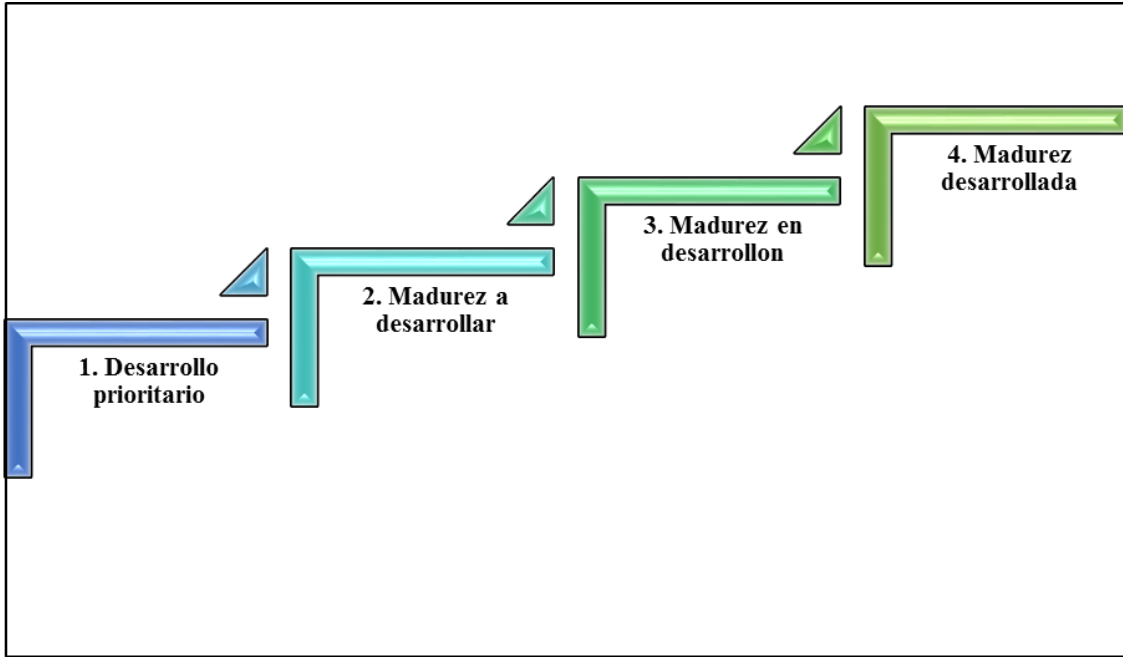 1. Desarrollo
prioritario
2. Madurez a
desarrollar
3. Madurez en
desarrollon
4. Madurez
desarrollada